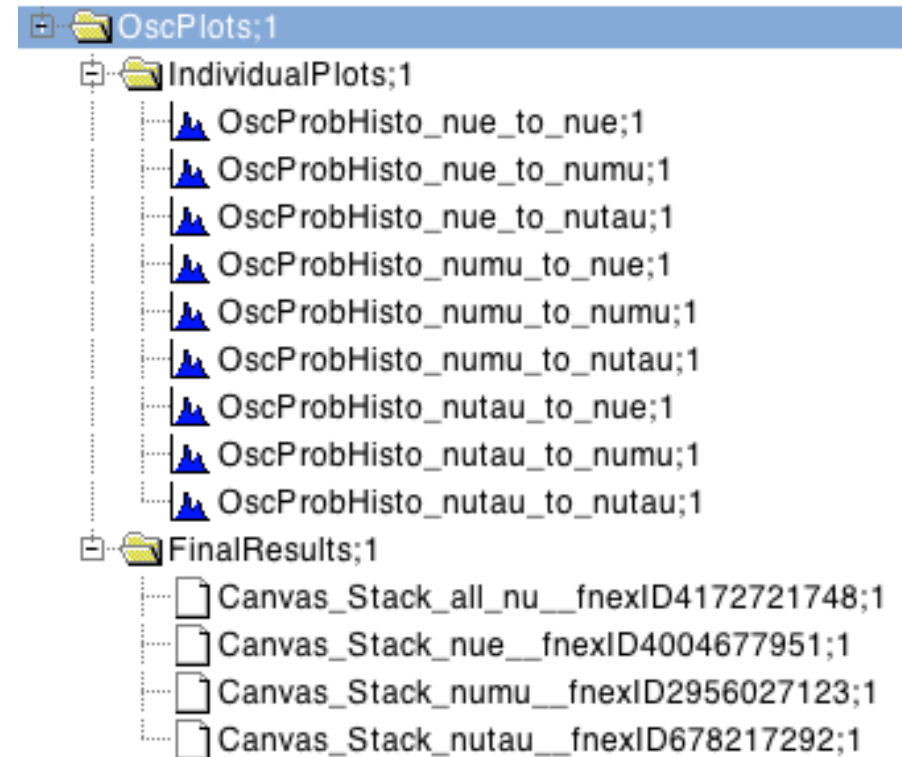 OscPlots;1
IndividualPlots;1
OscProbHisto_nue_to_nue;1
OscProbHisto_nue_to_numu;1
OscProbHisto_nue_to_nutau;1
OscProbHisto_numu_to_nue;1
OscProbHisto_numu_to_numu;1
OscProbHisto_numu_to_nutau;1
OscProbHisto_nutau_to_nue;1
OscProbHisto_nutau_to_numu;1
OscProbHisto_nutau_to_nutau;1
FinalResults;1
Canvas_Stack_all_nu__fnexID4172721748;1
Canvas_Stack_nue__fnexID4004677951;1
Canvas_Stack_numu__fnexID2956027123;1
Canvas_Stack_nutau__fnexID678217292;1